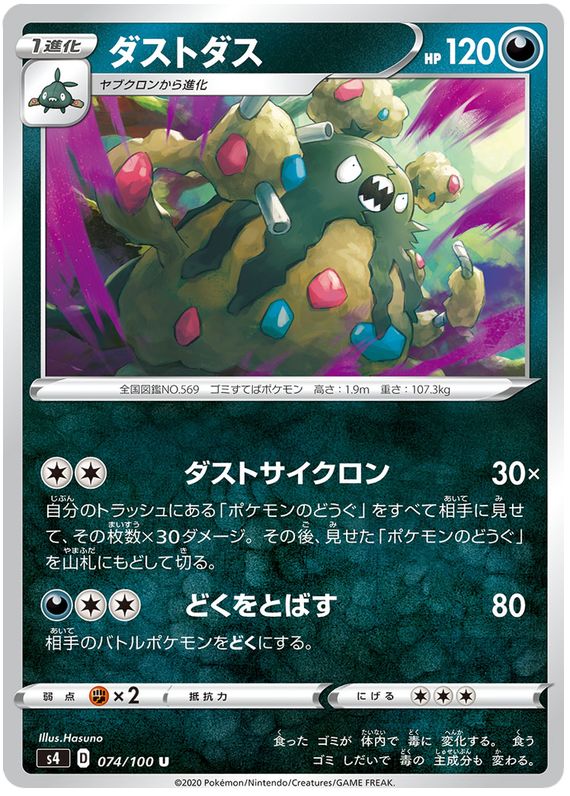 1進化
ダストダス
HP 120
ヤブクロンから進化
全国図鑑NO.569 ゴミすてばポケモン 高さ：1.9m 重さ：107.3kg
ダストサイクロン 30×
自分のトラッシュにある「ポケモンのどうぐ」をすべて相手に見せ
て、その枚数×30ダメージ。その後、見せた「ポケモンのどうぐ」
を山札にもどして切る。
どくをとばす 80
相手のバトルポケモンをどくにする。
弱点 ×2 抵抗力 にげる
Illus.Hasuno
食った ゴミが 体内で 毒に 変化する。 食う
ゴミ しだいで 毒の 主成分も 変わる。
s4 D 074/100 U
©2020 Pokémon/Nintendo/Creatures/GAME FREAK.